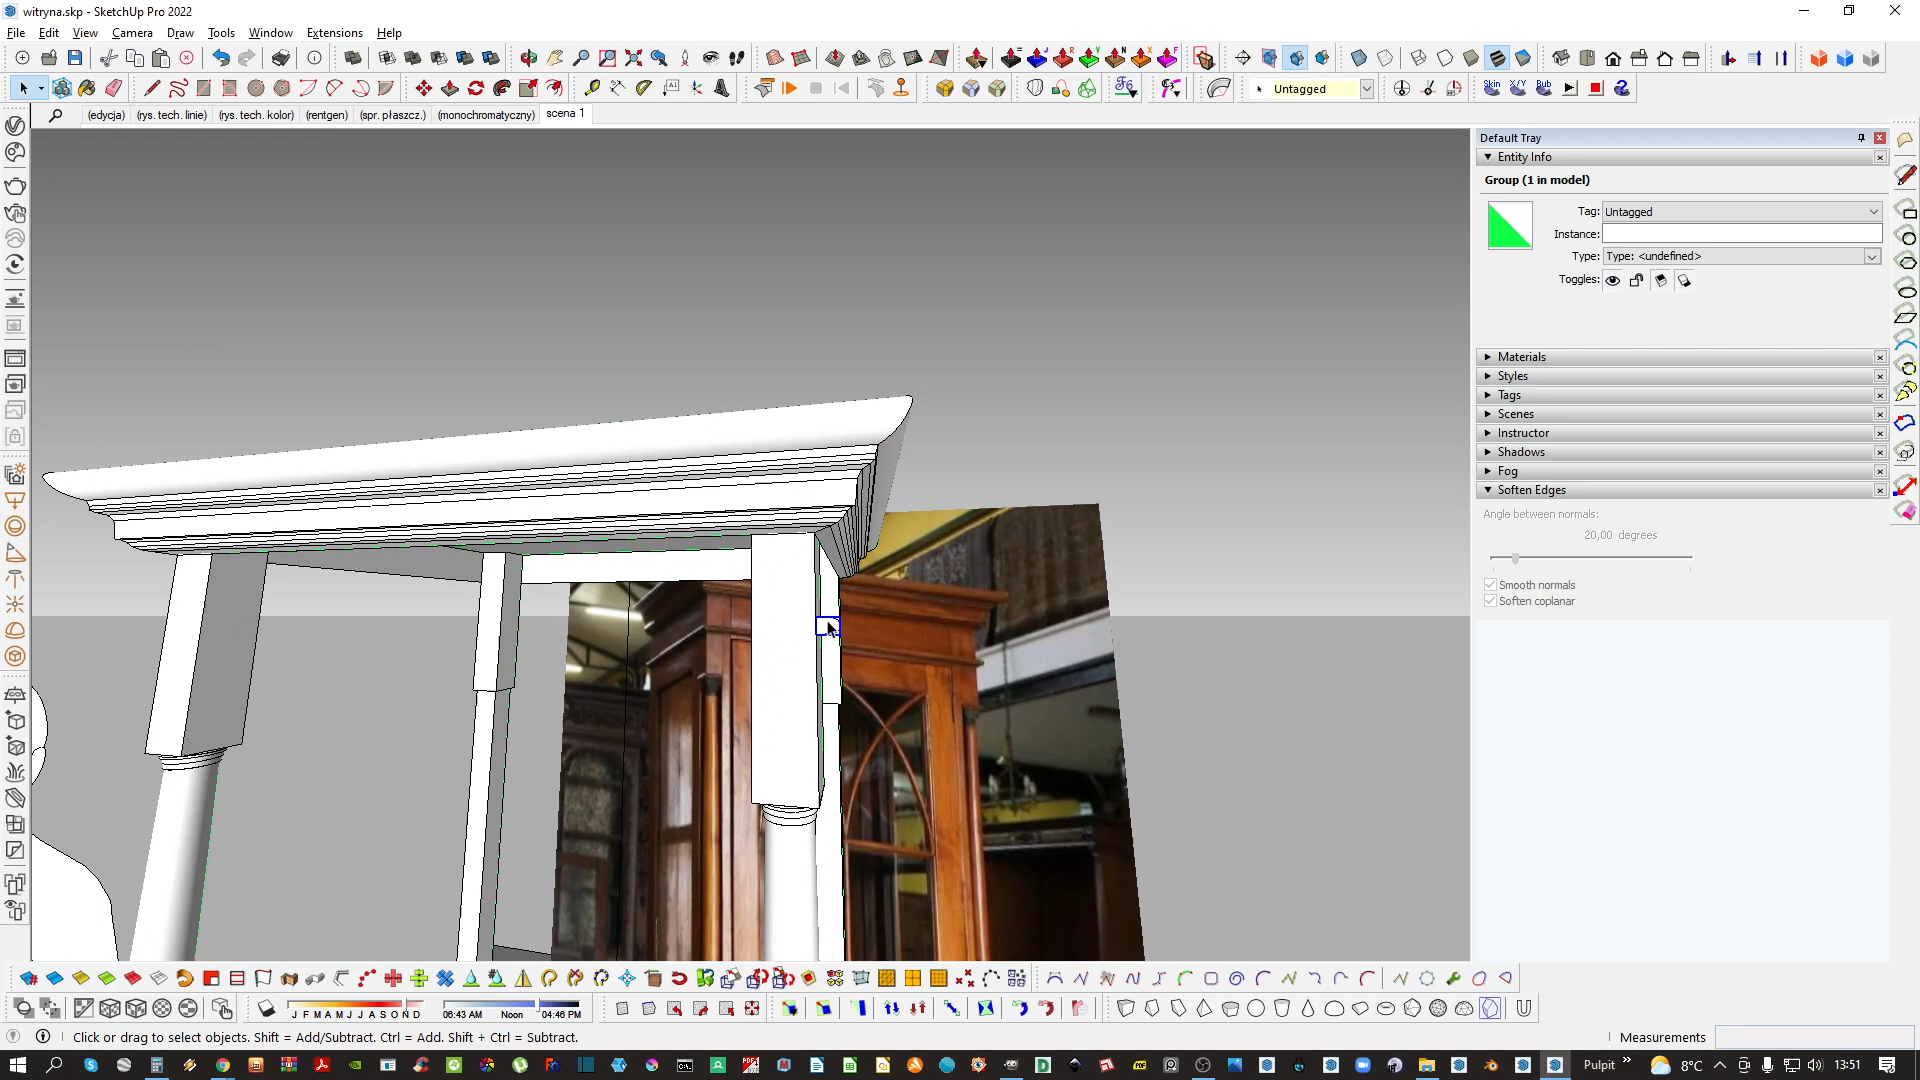 witryna.skp - SketchUp Pro 2022
File Edit View Camera Draw Tools Window Extensions Help
Untagged
Skin X/Y Bub
(edycja) (rys. tech. linie) (rys. tech. kolor) (rentgen) (spr. płaszcz.) (monochromatyczny) scena 1
Default Tray
Entity Info
Group (1 in model)
Tag: Untagged
Instance:
Type: Type: <undefined>
Toggles:
Materials
Styles
Tags
Scenes
Instructor
Shadows
Fog
Soften Edges
Angle between normals:
20,00 degrees
Smooth normals
Soften coplanar
J F M A M J J A S O N D 06:43 AM Noon 04:46 PM
Click or drag to select objects. Shift = Add/Subtract. Ctrl = Add. Shift + Ctrl = Subtract. Measurements
Pulpit 8°C 13:51